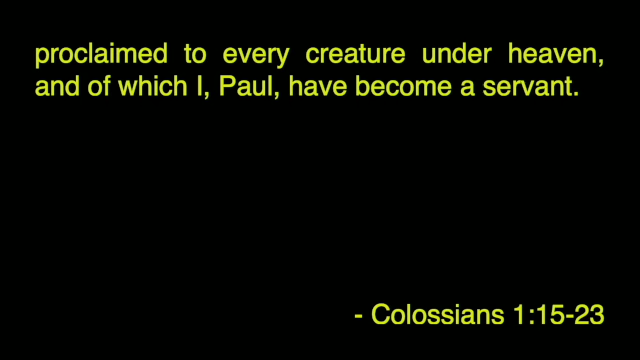 proclaimed to every creature under heaven,
and of which I, Paul, have become a servant.
- Colossians 1:15-23